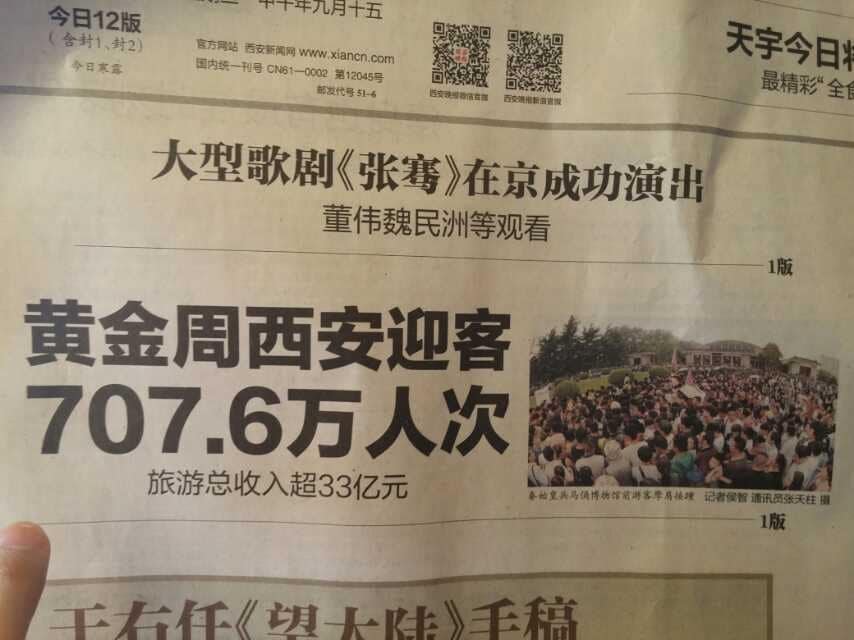 今日12版
(含封1、封2)
今日寒露
甲午年九月十五
官方网站 西安新闻网 www.xiancn.com
国内统一刊号 CN61—0002 第12045号
邮发代号 51-6
西安晚报微信官微
西安晚报新浪官微
天宇今日
最精彩“全食
大型歌剧《张骞》在京成功演出
董伟魏民洲等观看
1版
黄金周西安迎客
707.6万人次
旅游总收入超33亿元
秦始皇兵马俑博物馆前游客摩肩接踵 记者侯智 通讯员张天柱 摄
1版
于右任《望大陆》手稿